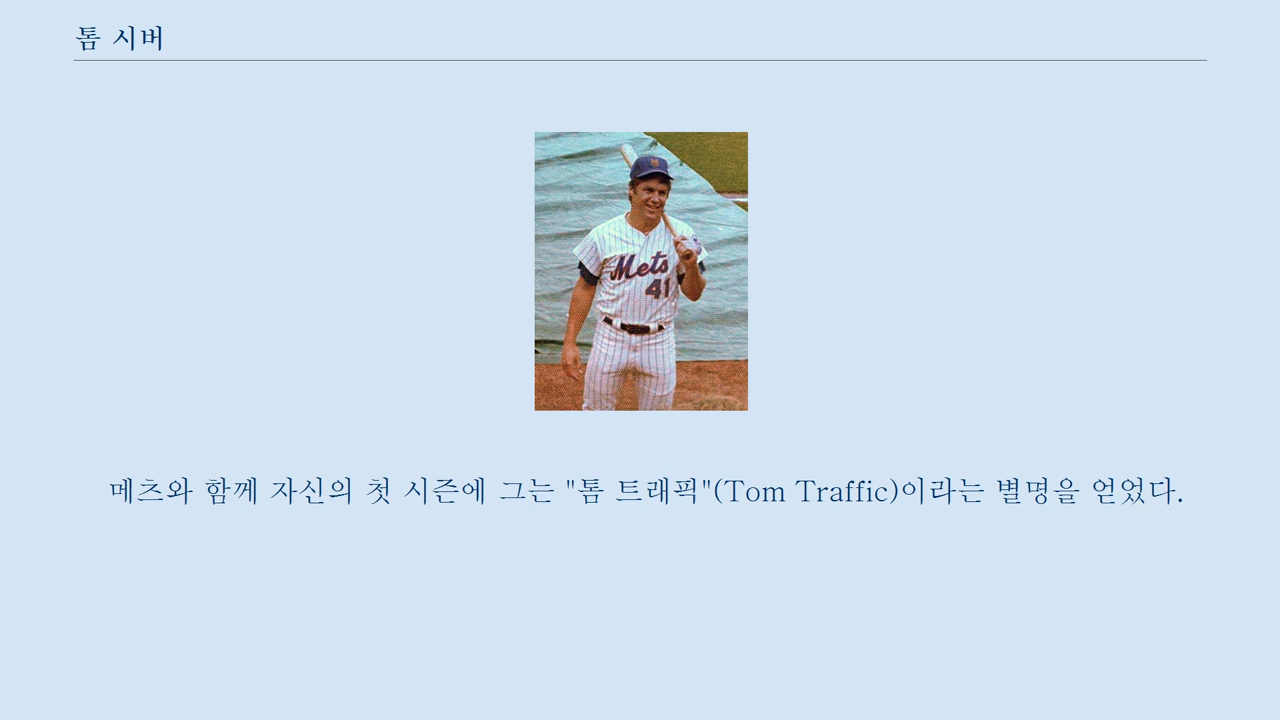 톰 시버
Mets
41
메츠와 함께 자신의 첫 시즌에 그는 "톰 트래픽"(Tom Traffic)이라는 별명을 얻었다.